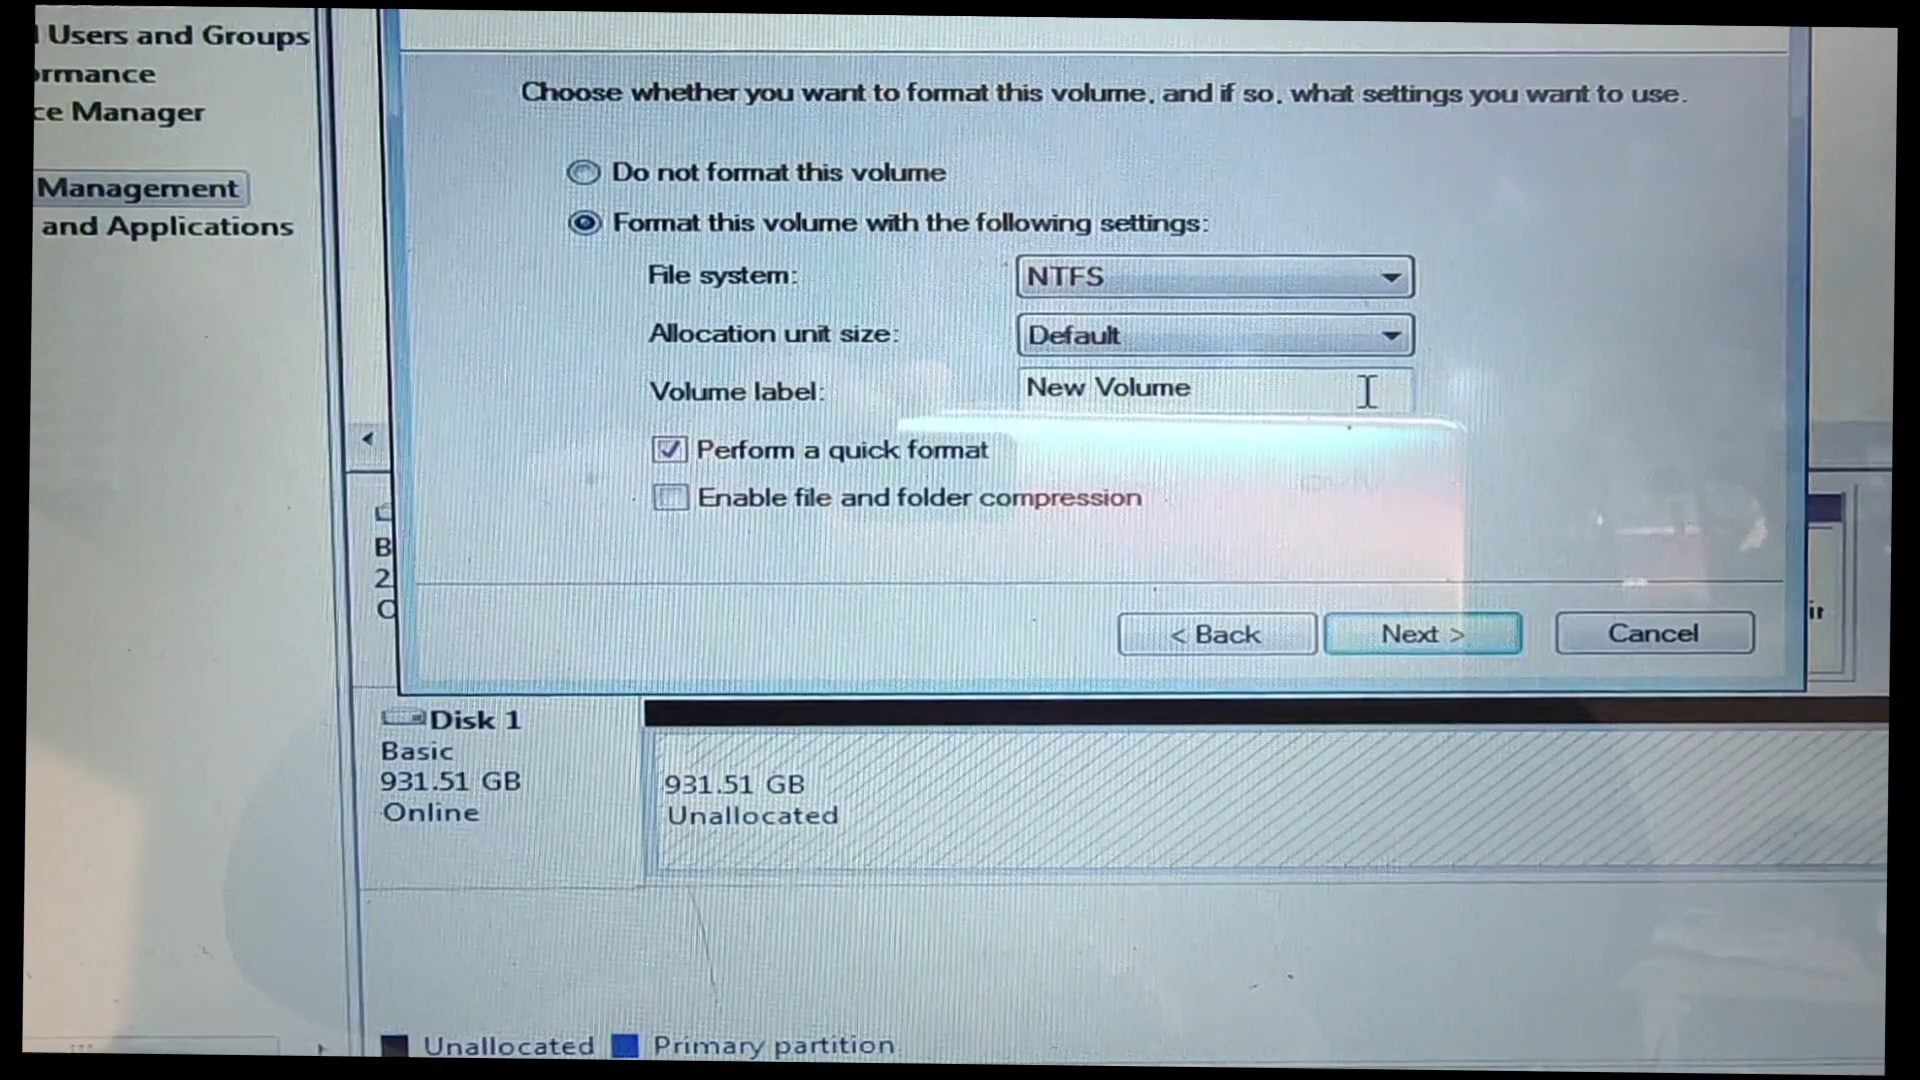 Users and Groups
ormance
ce Manager
Management
and Applications
Choose whether you want to format this volume, and if so, what settings you want to use.
Do not format this volume
Format this volume with the following settings:
File system: NTFS
Allocation unit size: Default
Volume label: New Volume
Perform a quick format
Enable file and folder compression
< Back Next > Cancel
B
2
Disk 1
Basic
931.51 GB
Online
931.51 GB
Unallocated
Unallocated Primary partition